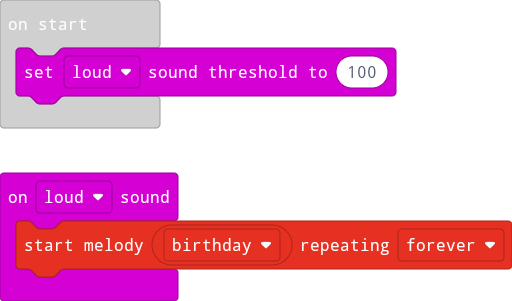 on start
set loud sound threshold to 100
on loud sound
start melody birthday repeating forever